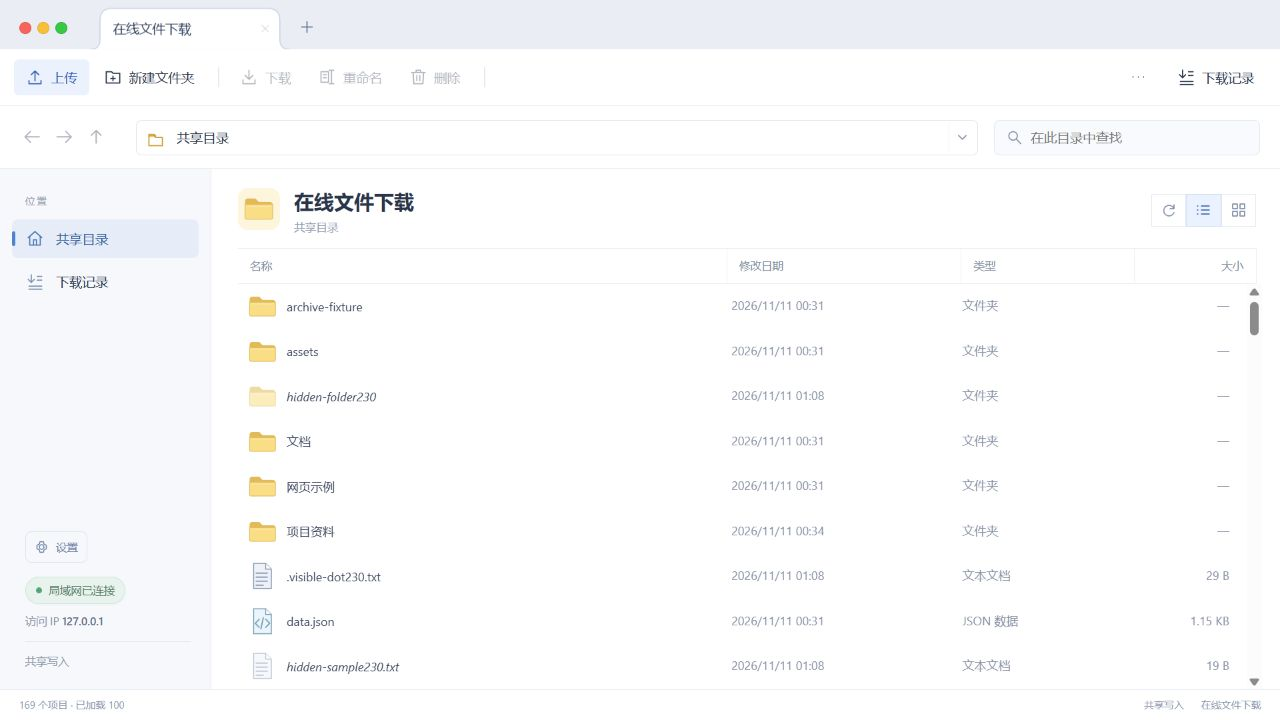 在线文件下载
上传
新建文件夹
下载
重命名
删除
...
下载记录
共享目录
在此目录中查找
位置
共享目录
下载记录
设置
局域网已连接
访问 IP 127.0.0.1
共享写入
在线文件下载
共享目录
名称 修改日期 类型 大小
archive-fixture 2026/11/11 00:31 文件夹 —
assets 2026/11/11 00:31 文件夹 —
hidden-folder230 2026/11/11 01:08 文件夹 —
文档 2026/11/11 00:31 文件夹 —
网页示例 2026/11/11 00:31 文件夹 —
项目资料 2026/11/11 00:34 文件夹 —
.visible-dot230.txt 2026/11/11 01:08 文本文档 29 B
data.json 2026/11/11 00:31 JSON 数据 1.15 KB
hidden-sample230.txt 2026/11/11 01:08 文本文档 19 B
169 个项目 · 已加载 100
共享写入
在线文件下载